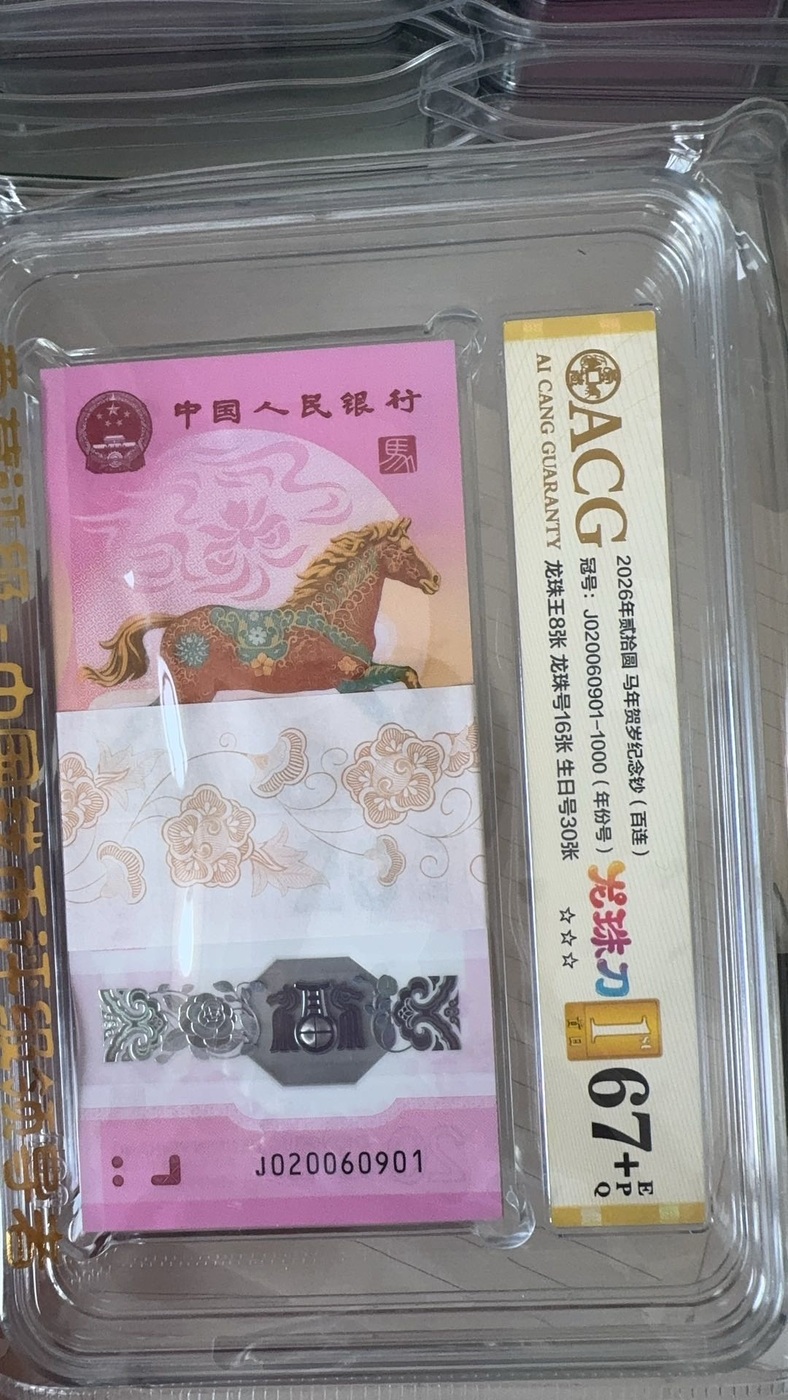 中国人民银行
馬
J020060901
ACG
AI CANG GUARANTY
2026年贰拾圆 马年贺岁纪念钞（百连）
冠号：J020060901-1000（年份号）
龙珠王8张 龙珠号16张 生日号30张
龙珠刀
☆☆☆
1st
67+
EPQ